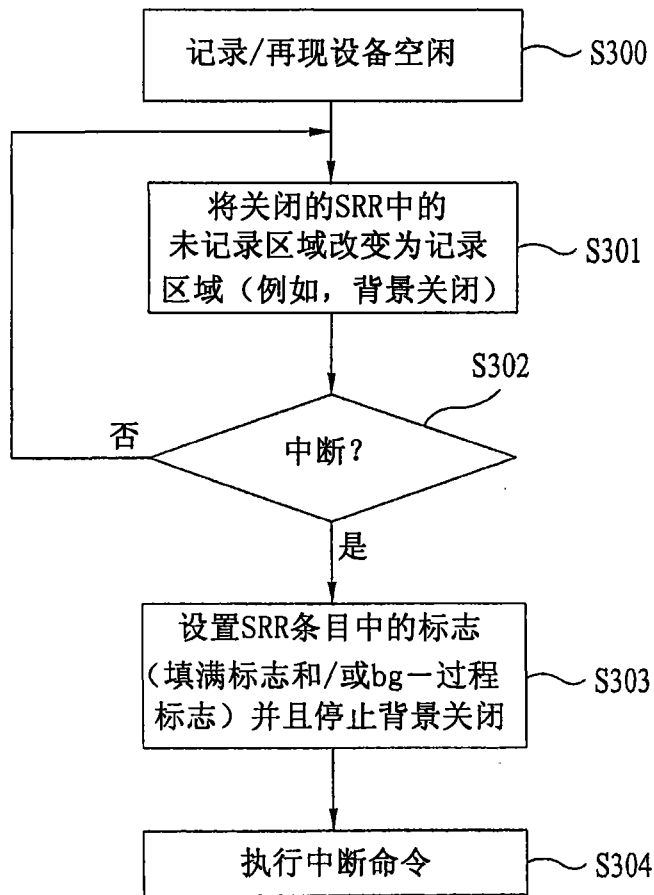 记录/再现设备空闲
S300
将关闭的SRR中的
未记录区域改变为记录
区域（例如，背景关闭）
S301
S302
中断？
否
是
设置SRR条目中的标志
（填满标志和/或bg－过程
标志）并且停止背景关闭
S303
执行中断命令
S304